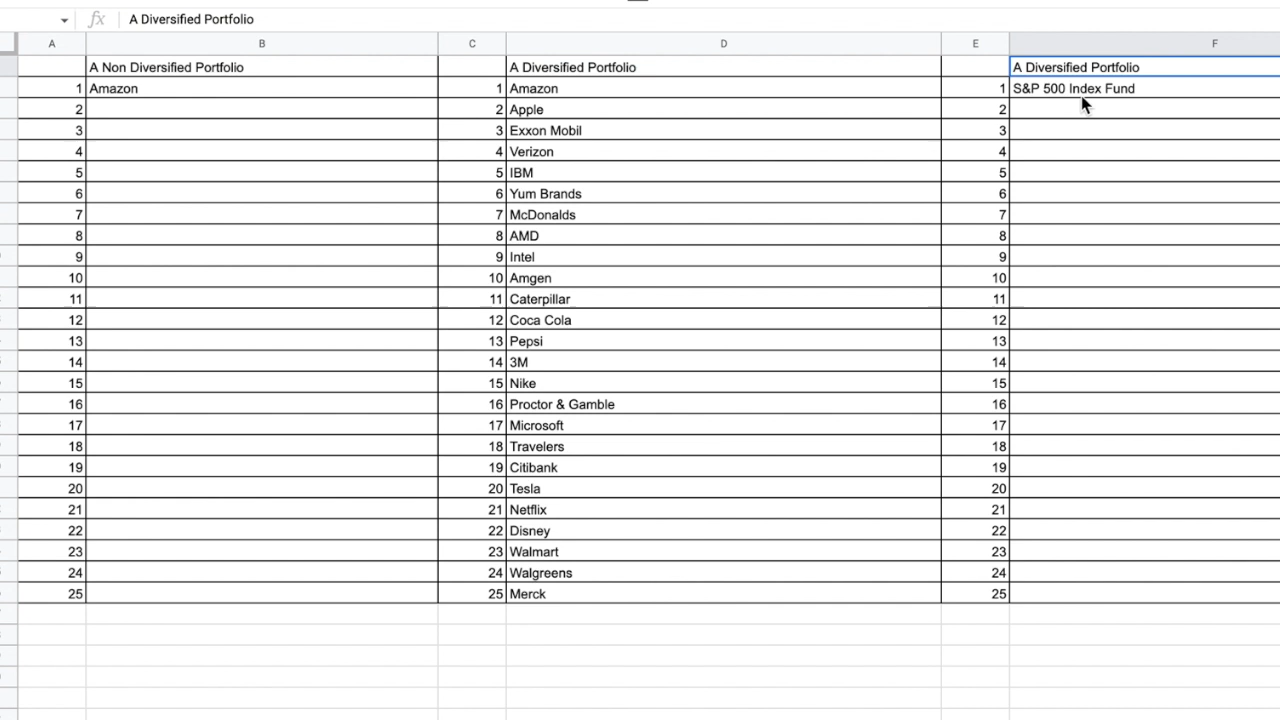 fx A Diversified Portfolio
A B C D E F
A Non Diversified Portfolio A Diversified Portfolio A Diversified Portfolio
1 Amazon 1 Amazon 1 S&P 500 Index Fund
2 2 Apple 2
3 3 Exxon Mobil 3
4 4 Verizon 4
5 5 IBM 5
6 6 Yum Brands 6
7 7 McDonalds 7
8 8 AMD 8
9 9 Intel 9
10 10 Amgen 10
11 11 Caterpillar 11
12 12 Coca Cola 12
13 13 Pepsi 13
14 14 3M 14
15 15 Nike 15
16 16 Proctor & Gamble 16
17 17 Microsoft 17
18 18 Travelers 18
19 19 Citibank 19
20 20 Tesla 20
21 21 Netflix 21
22 22 Disney 22
23 23 Walmart 23
24 24 Walgreens 24
25 25 Merck 25